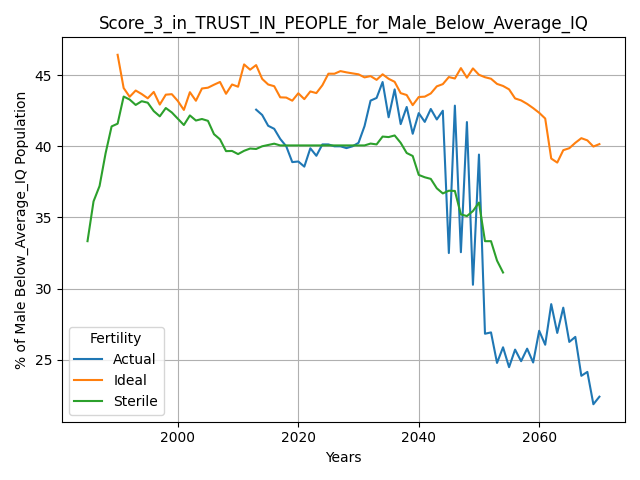 Score_3_in_TRUST_IN_PEOPLE_for_Male_Below_Average_IQ
% of Male Below_Average_IQ Population
45
40
35
30
25
Fertility
Actual
Ideal
Sterile
2000 2020 2040 2060
Years